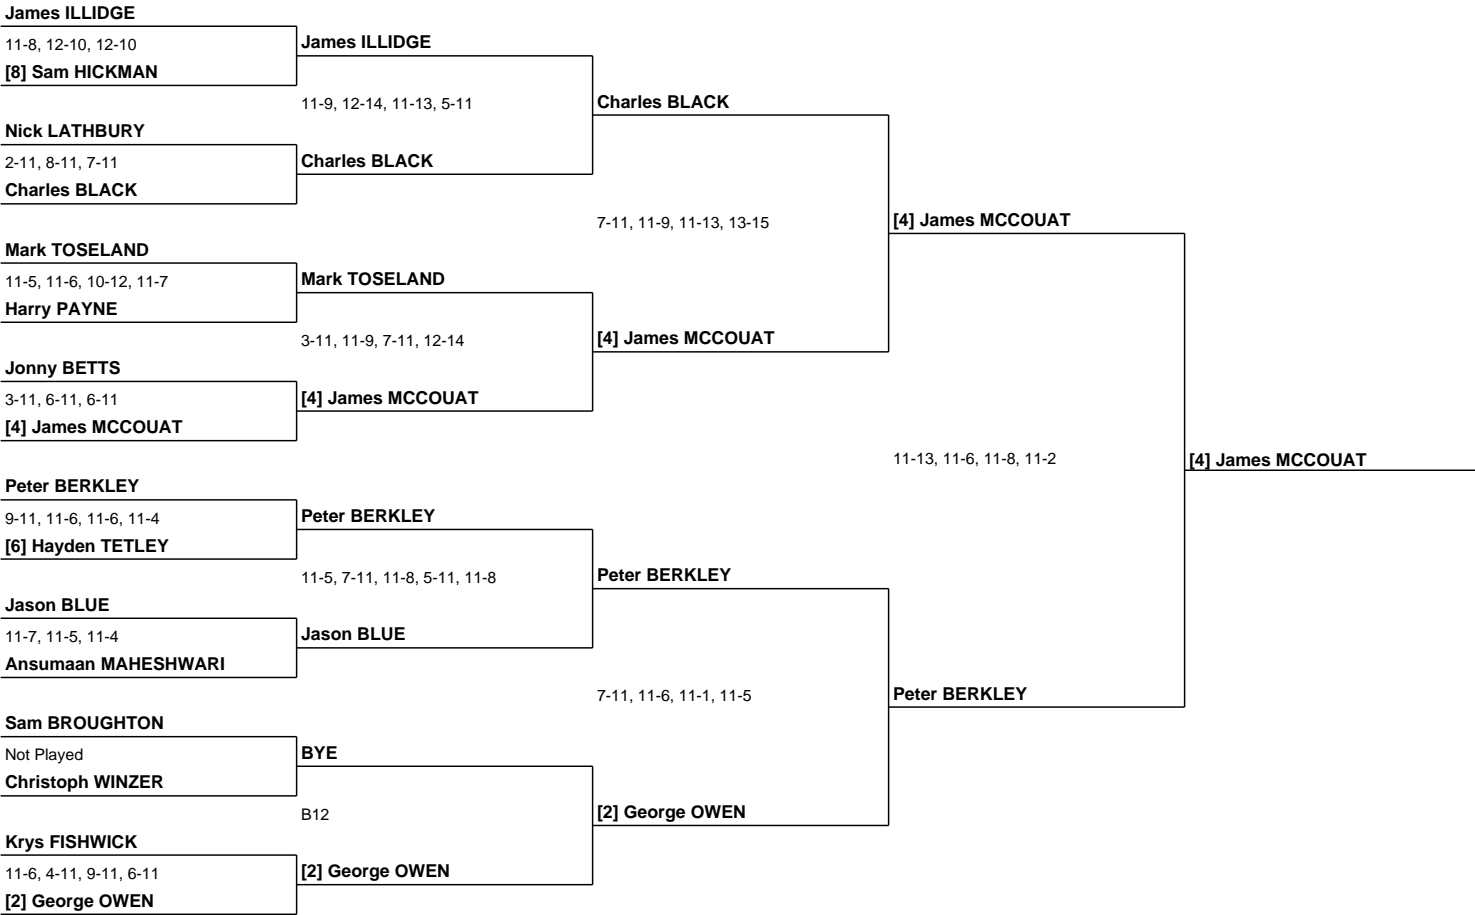 James ILLIDGE
11-8, 12-10, 12-10
[8] Sam HICKMAN
Nick LATHBURY
2-11, 8-11, 7-11
Charles BLACK
Mark TOSELAND
11-5, 11-6, 10-12, 11-7
Harry PAYNE
Jonny BETTS
3-11, 6-11, 6-11
[4] James MCCOUAT
Peter BERKLEY
9-11, 11-6, 11-6, 11-4
[6] Hayden TETLEY
Jason BLUE
11-7, 11-5, 11-4
Ansumaan MAHESHWARI
Sam BROUGHTON
Not Played
Christoph WINZER
Krys FISHWICK
11-6, 4-11, 9-11, 6-11
[2] George OWEN
James ILLIDGE
11-9, 12-14, 11-13, 5-11
Charles BLACK
Mark TOSELAND
3-11, 11-9, 7-11, 12-14
[4] James MCCOUAT
Peter BERKLEY
11-5, 7-11, 11-8, 5-11, 11-8
Jason BLUE
BYE
B12
[2] George OWEN
Charles BLACK
7-11, 11-9, 11-13, 13-15
[4] James MCCOUAT
Peter BERKLEY
7-11, 11-6, 11-1, 11-5
[2] George OWEN
[4] James MCCOUAT
11-13, 11-6, 11-8, 11-2
Peter BERKLEY
[4] James MCCOUAT